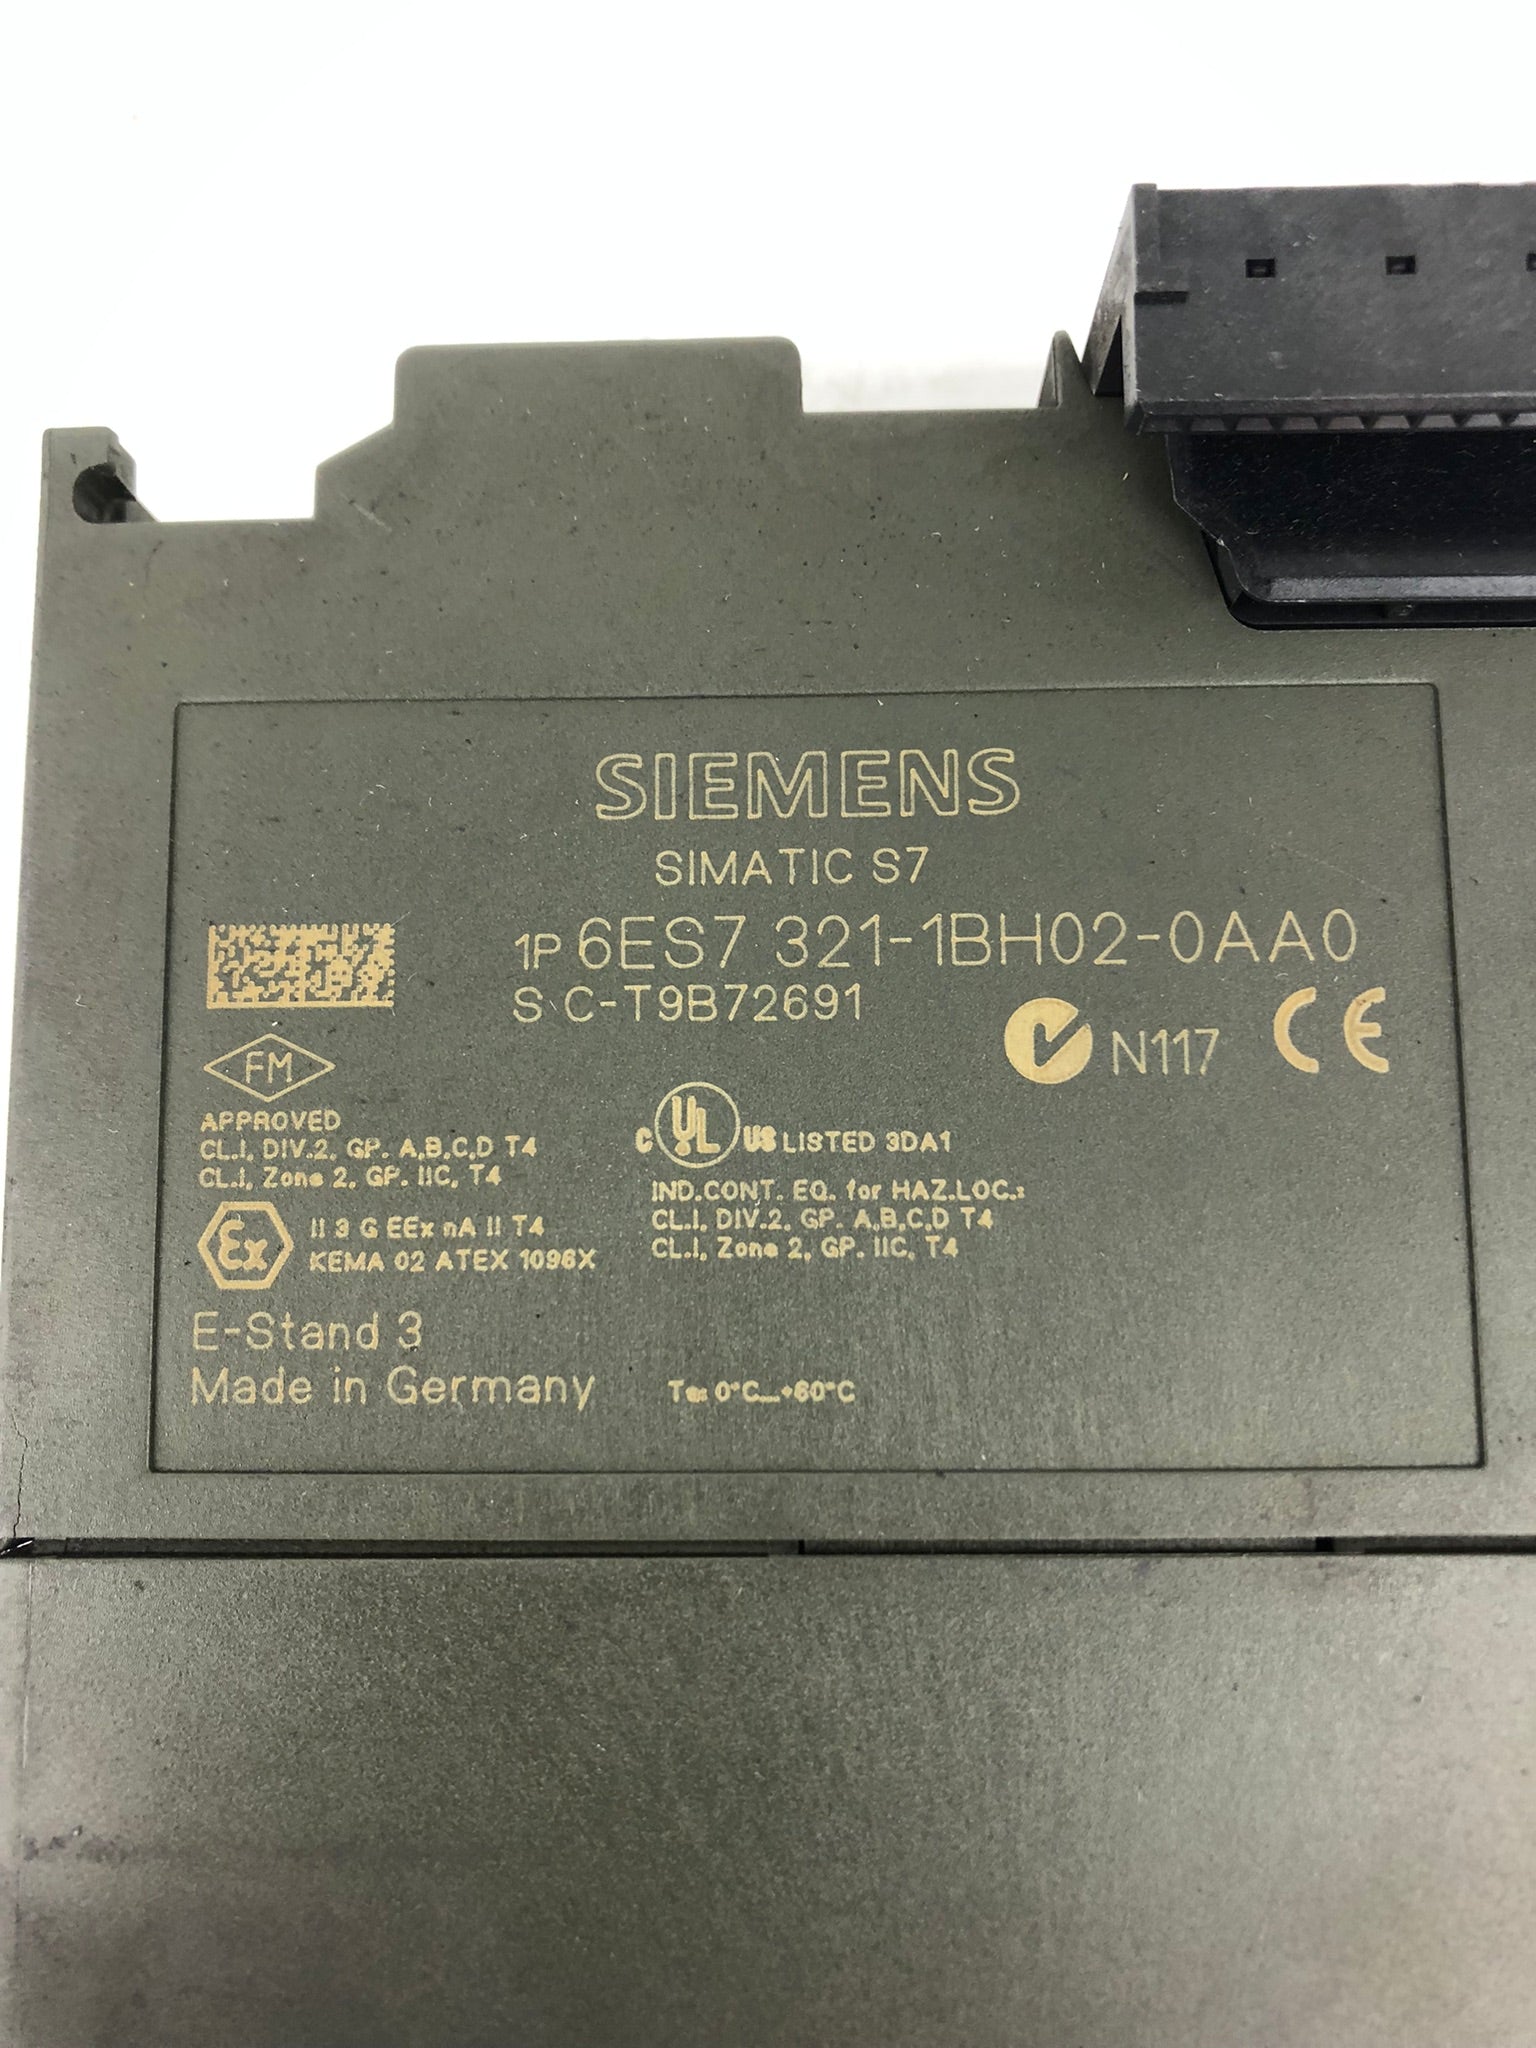 SIEMENS
SIMATIC S7
1P 6ES7 321-1BH02-0AA0
S C-T9B72691
N117 CE
FM
APPROVED
CL.I, DIV.2, GP. A,B,C,D T4
CL.I, Zone 2, GP. IIC, T4
c UL US LISTED 3DA1
IND.CONT. EQ. for HAZ.LOC.:
CL.I, DIV.2, GP. A,B,C,D T4
CL.I, Zone 2, GP. IIC, T4
Ex II 3 G EEx nA II T4
KEMA 02 ATEX 1096X
E-Stand 3
Made in Germany
Ta: 0°C...+60°C